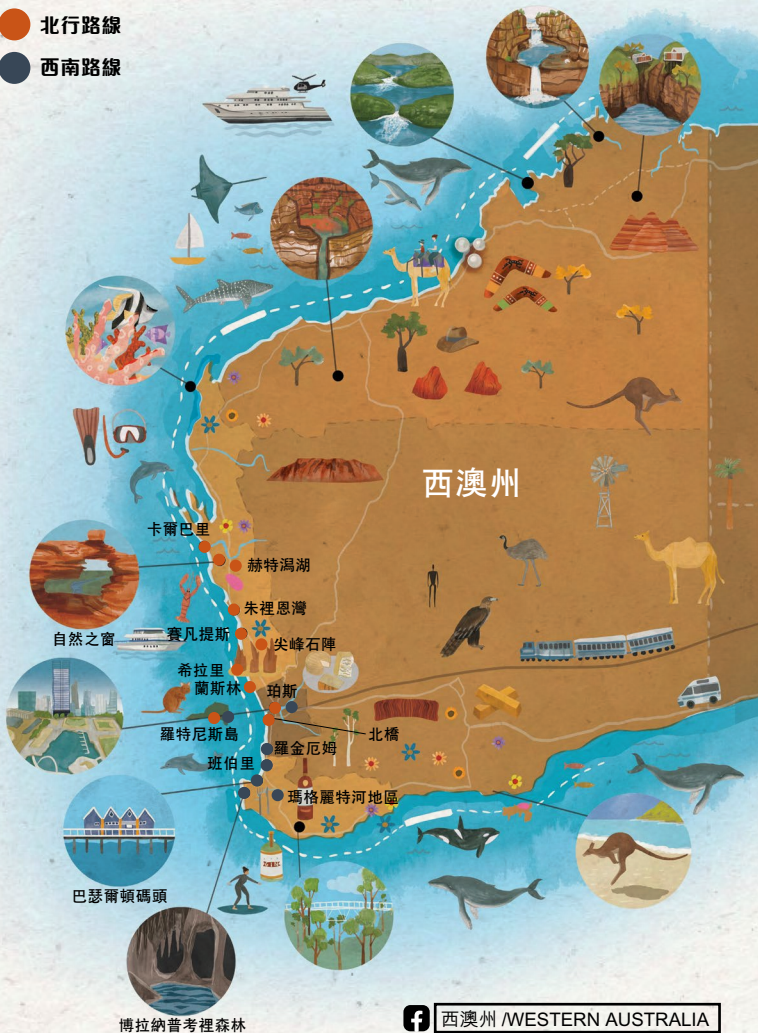 北行路線
西南路線
西澳州
卡爾巴里
赫特潟湖
朱裡恩灣
自然之窗
賽凡提斯
尖峰石陣
希拉里
蘭斯林
珀斯
羅特尼斯島
北橋
羅金厄姆
班伯里
瑪格麗特河地區
巴瑟爾頓碼頭
博拉納普考裡森林
西澳州 /WESTERN AUSTRALIA